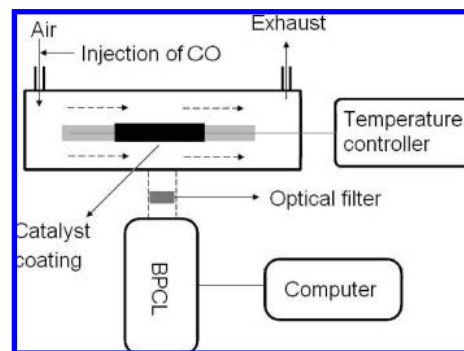 Air
Injection of CO
Exhaust
Temperature
controller
Optical filter
Catalyst
coating
BPCL
Computer